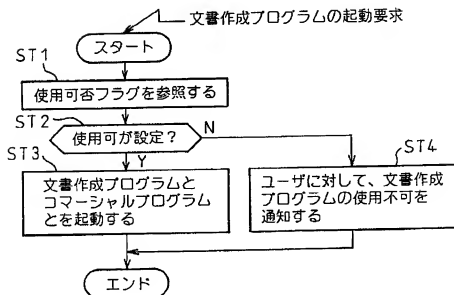 文書作成プログラムの起動要求
スタート
ST1
使用可否フラグを参照する
ST2
使用可が設定?
N
Y
ST3
文書作成プログラムと
コマーシャルプログラム
とを起動する
ST4
ユーザに対して、文書作成
プログラムの使用不可を
通知する
エンド